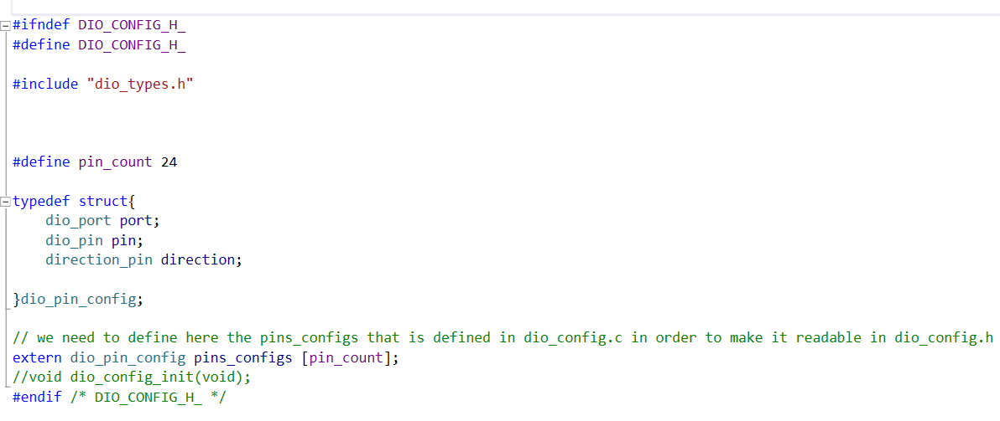 #ifndef DIO_CONFIG_H_
#define DIO_CONFIG_H_
#include "dio_types.h"
#define pin_count 24
typedef struct{
dio_port port;
dio_pin pin;
direction_pin direction;
}dio_pin_config;
// we need to define here the pins_configs that is defined in dio_config.c in order to make it readable in dio_config.h
extern dio_pin_config pins_configs [pin_count];
//void dio_config_init(void);
#endif /* DIO_CONFIG_H_ */